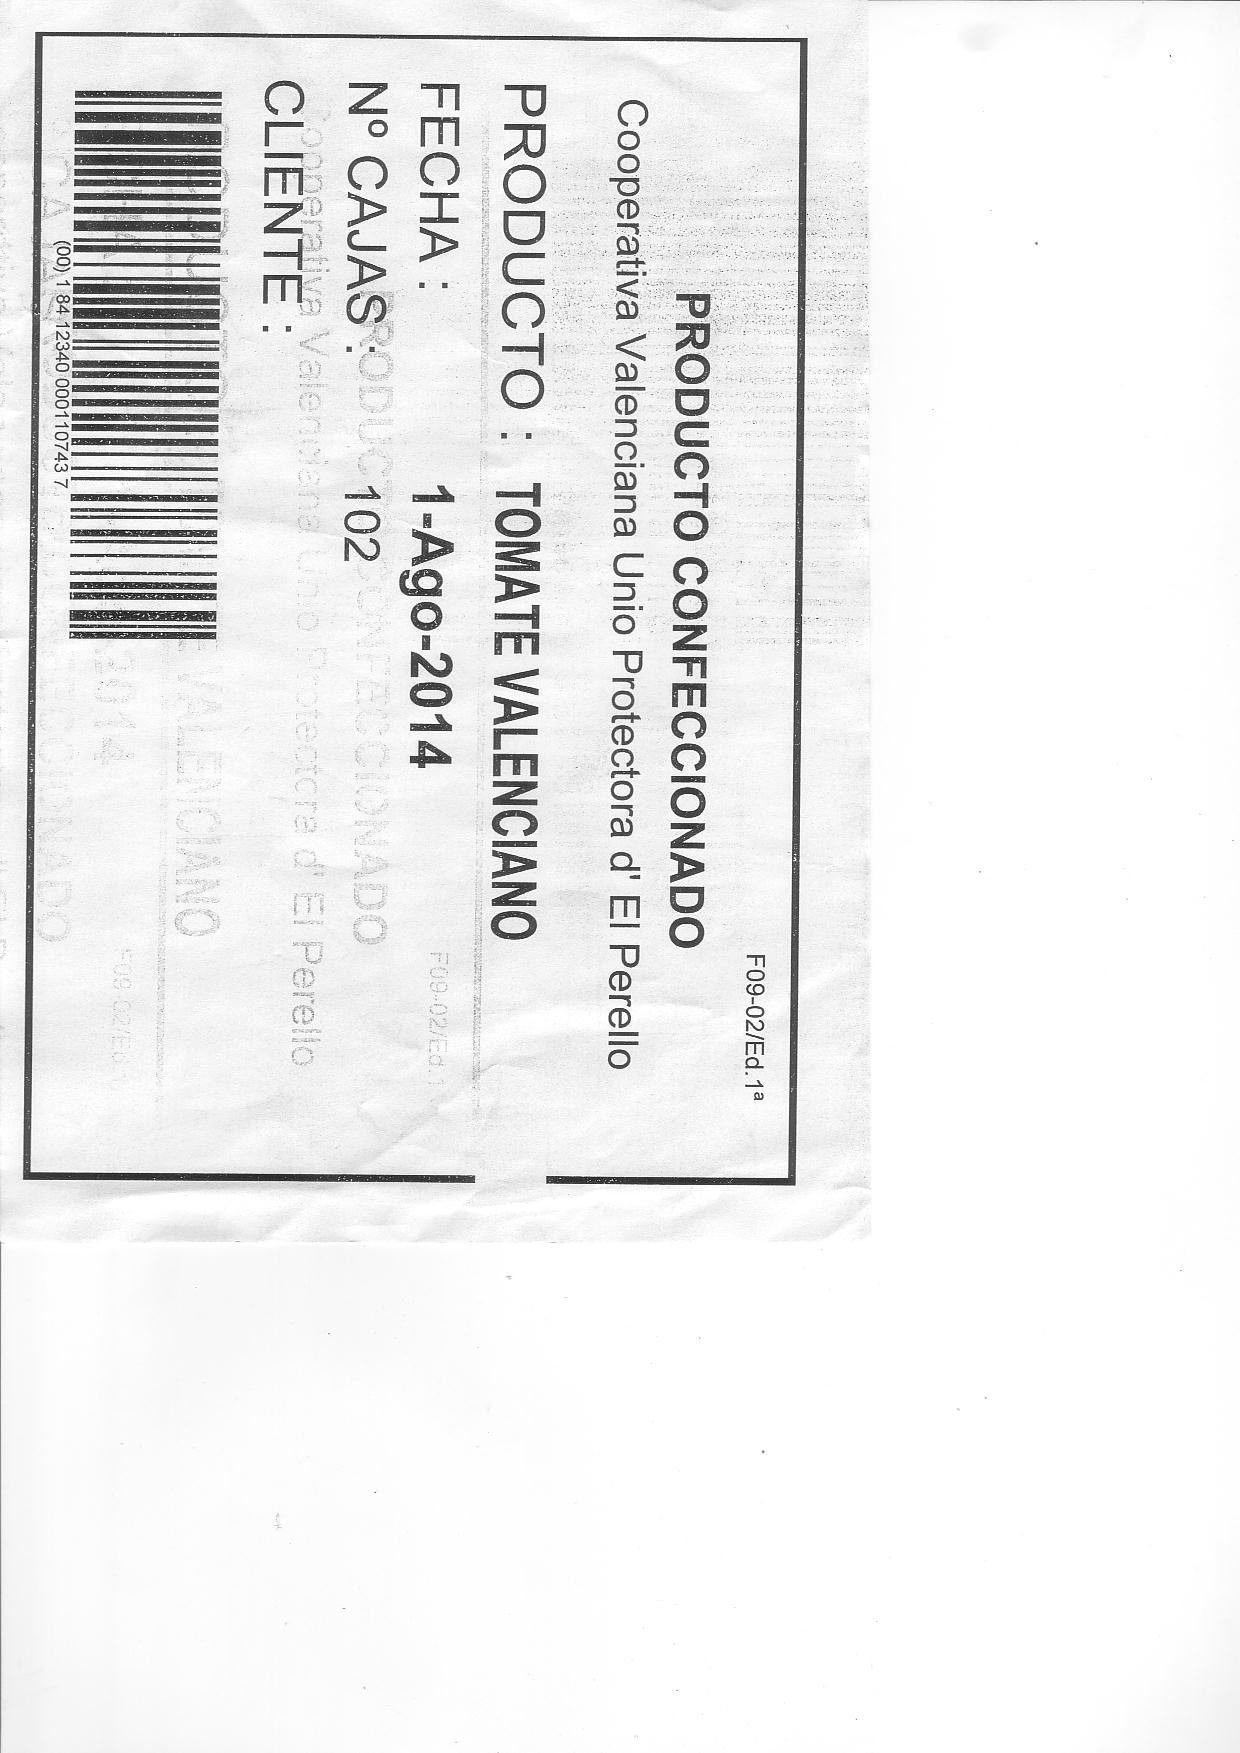 F09-02/Ed.1ª
PRODUCTO CONFECCIONADO
Cooperativa Valenciana Unio Protectora d' El Perello
PRODUCTO : TOMATE VALENCIANO
FECHA : 1-Ago-2014
Nº CAJAS : 102
CLIENTE :
(00) 1 84 12340 000110743 7